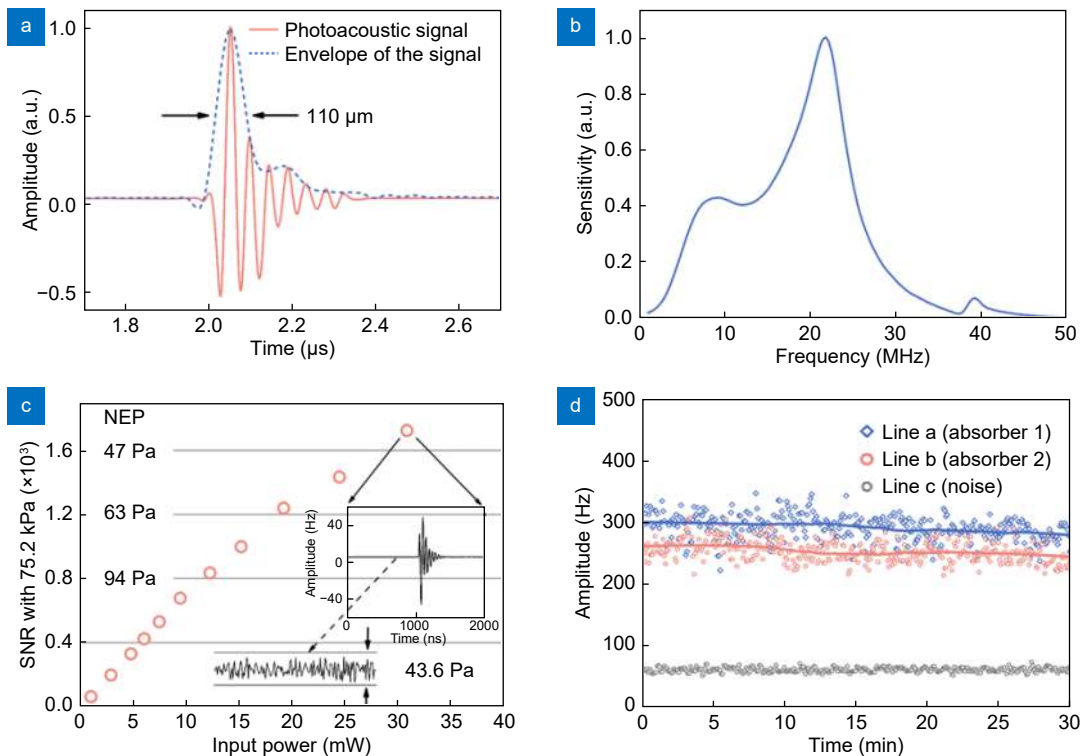 a
Photoacoustic signal
Envelope of the signal
110 μm
Amplitude (a.u.)
1.0
0.5
0.0
−0.5
1.8 2.0 2.2 2.4 2.6
Time (μs)
b
Sensitivity (a.u.)
1.0
0.8
0.6
0.4
0.2
0
0 10 20 30 40 50
Frequency (MHz)
c
NEP
47 Pa
63 Pa
94 Pa
SNR with 75.2 kPa (×10³)
1.6
1.2
0.8
0.4
0.0
0 5 10 15 20 25 30 35 40
Input power (mW)
Amplitude (Hz)
40
0
−40
0 1000 2000
Time (ns)
43.6 Pa
d
Line a (absorber 1)
Line b (absorber 2)
Line c (noise)
Amplitude (Hz)
500
400
300
200
100
0
0 5 10 15 20 25 30
Time (min)